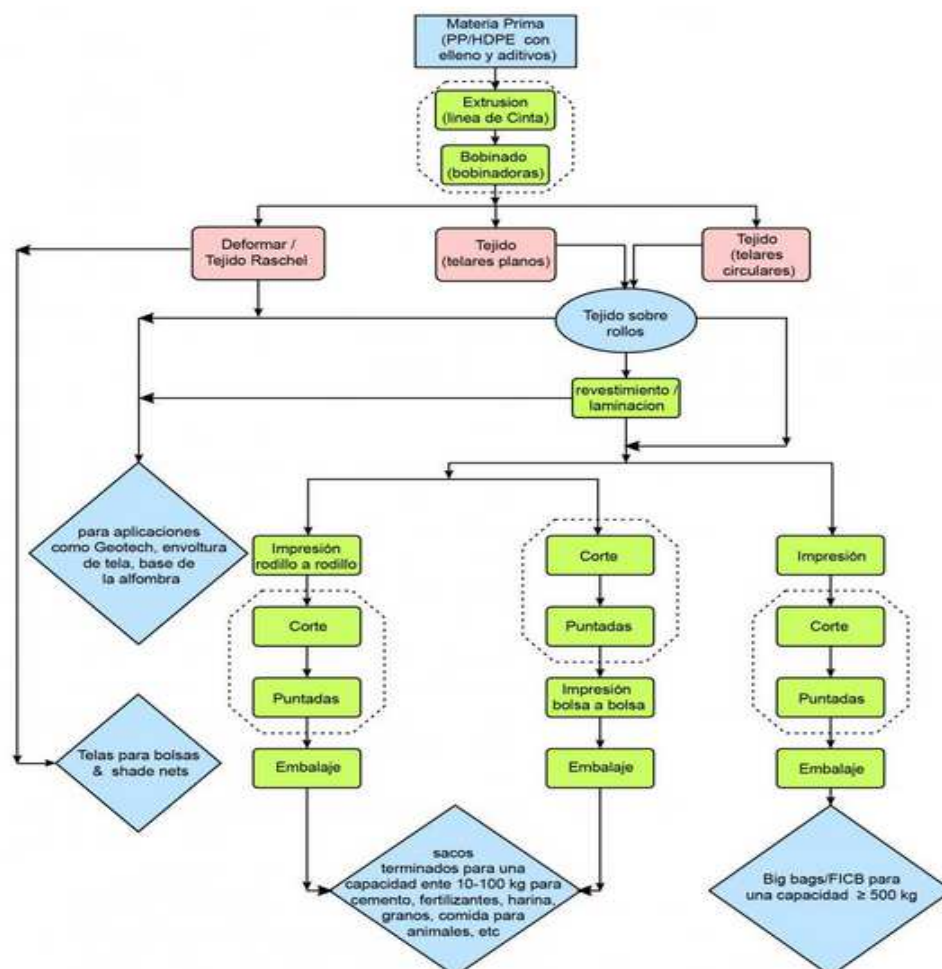 Materia Prima
(PP/HDPE con
elleno y aditivos)
Extrusion
(linea de Cinta)
Bobinado
(bobinadoras)
Deformar /
Tejido Raschel
Tejido
(telares planos)
Tejido
(telares
circulares)
Tejido sobre
rollos
revestimiento /
laminacion
para aplicaciones
como Geotech, envoltura
de tela, base de
la alfombra
Impresión
rodillo a rodillo
Corte
Puntadas
Embalaje
Corte
Puntadas
Impresión
bolsa a bolsa
Embalaje
Impresión
Corte
Puntadas
Embalaje
Telas para bolsas
& shade nets
sacos
terminados para una
capacidad ente 10-100 kg para
cemento, fertilizantes, harina,
granos, comida para
animales, etc
Big bags/FICB para
una capacidad ≥ 500 kg